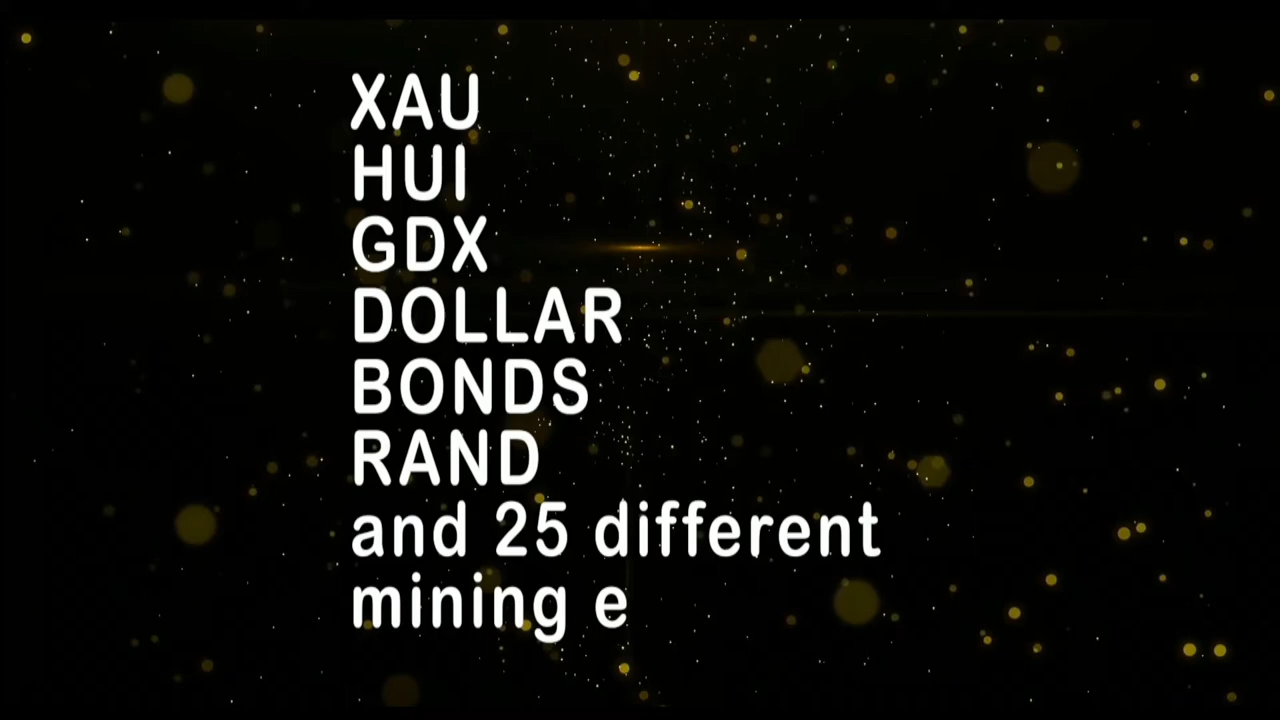 XAU
HUI
GDX
DOLLAR
BONDS
RAND
and 25 different
mining e